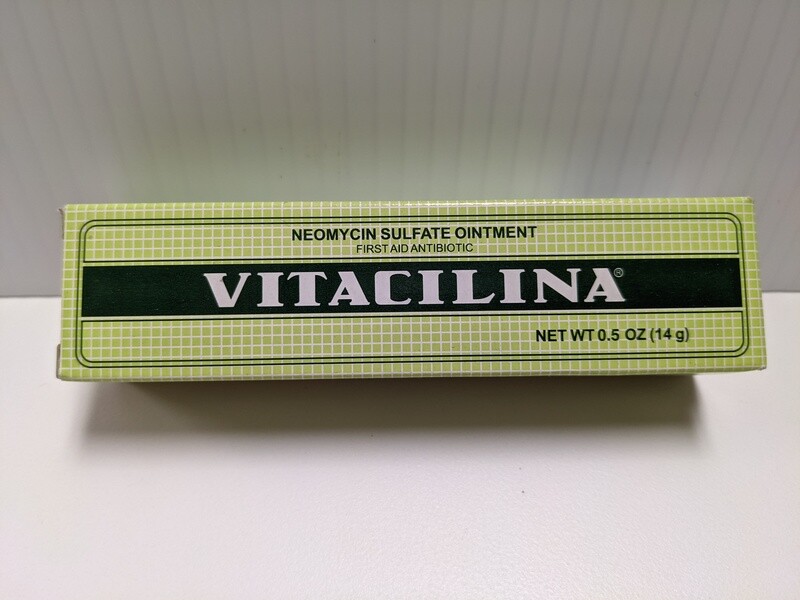 NEOMYCIN SULFATE OINTMENT
FIRST AID ANTIBIOTIC
VITACILINA®
NET WT 0.5 OZ (14 g)